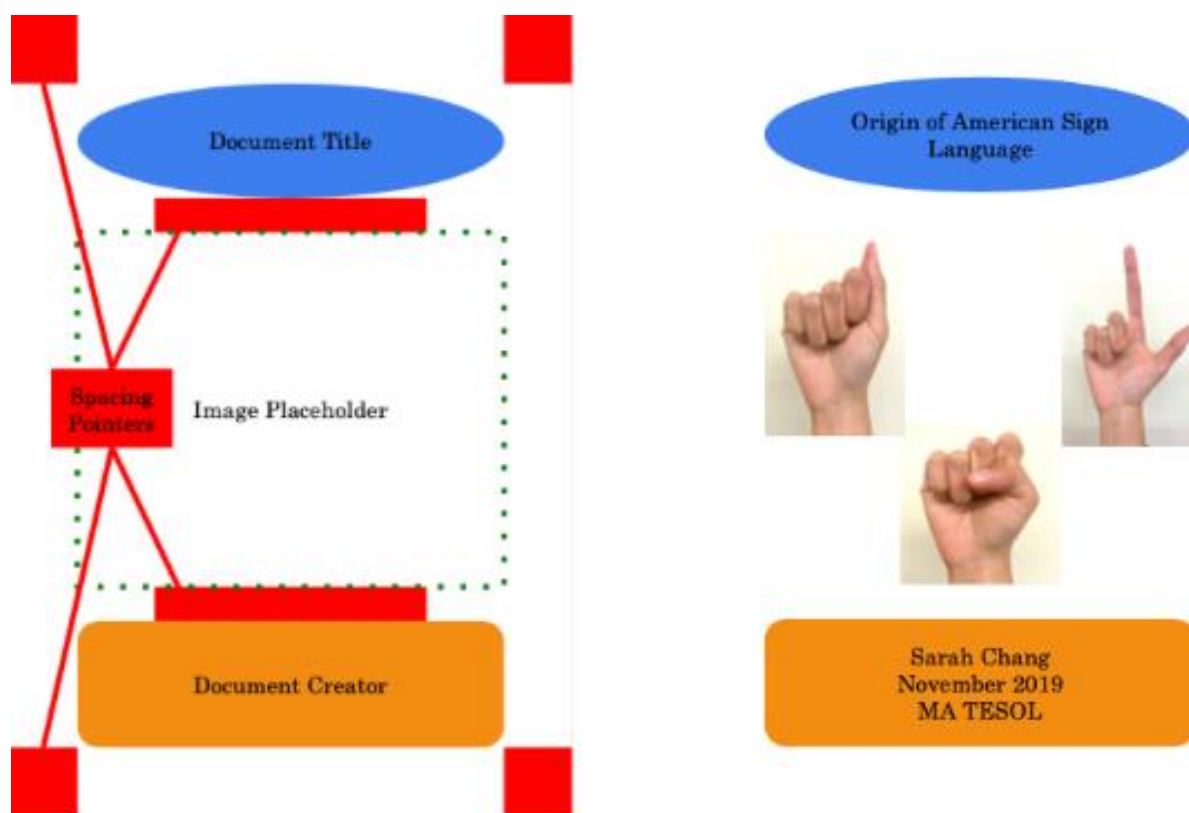 Document Title
Spacing
Pointers
Image Placeholder
Document Creator
Origin of American Sign
Language
Sarah Chang
November 2019
MA TESOL